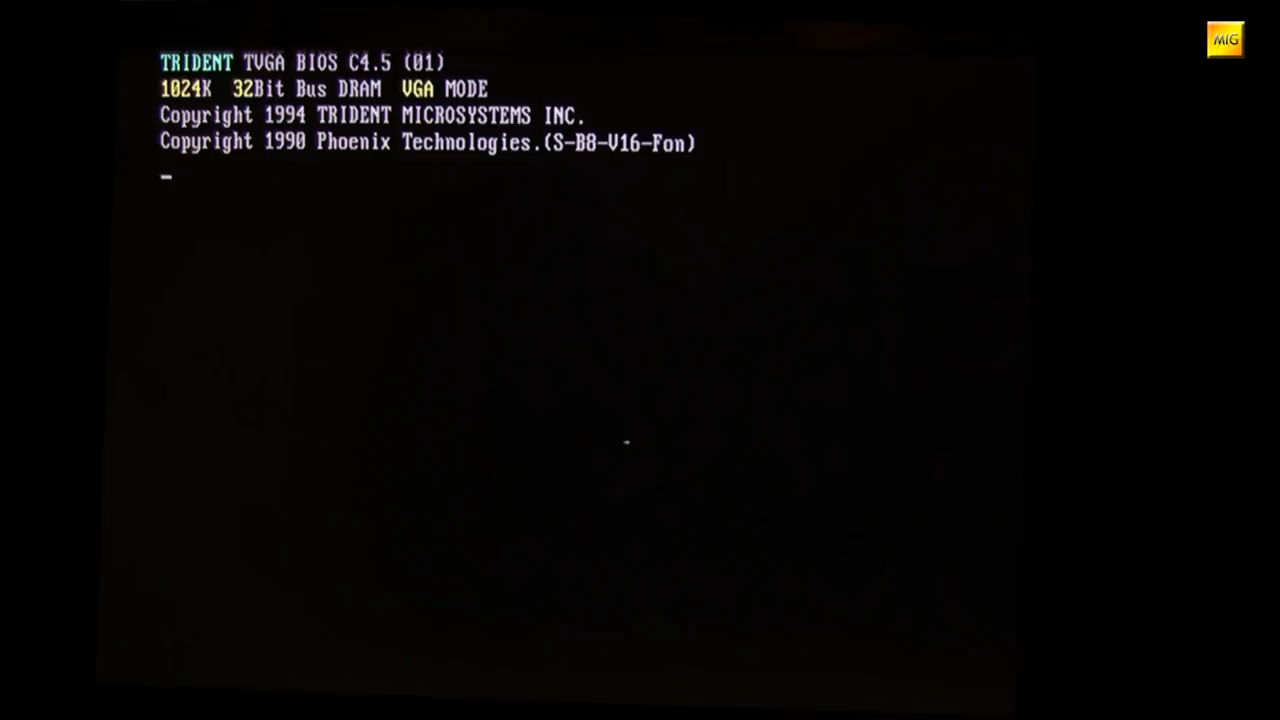 MIG
TRIDENT TVGA BIOS C4.5 (01)
1024K 32Bit Bus DRAM VGA MODE
Copyright 1994 TRIDENT MICROSYSTEMS INC.
Copyright 1990 Phoenix Technologies.(S-B8-V16-Fon)